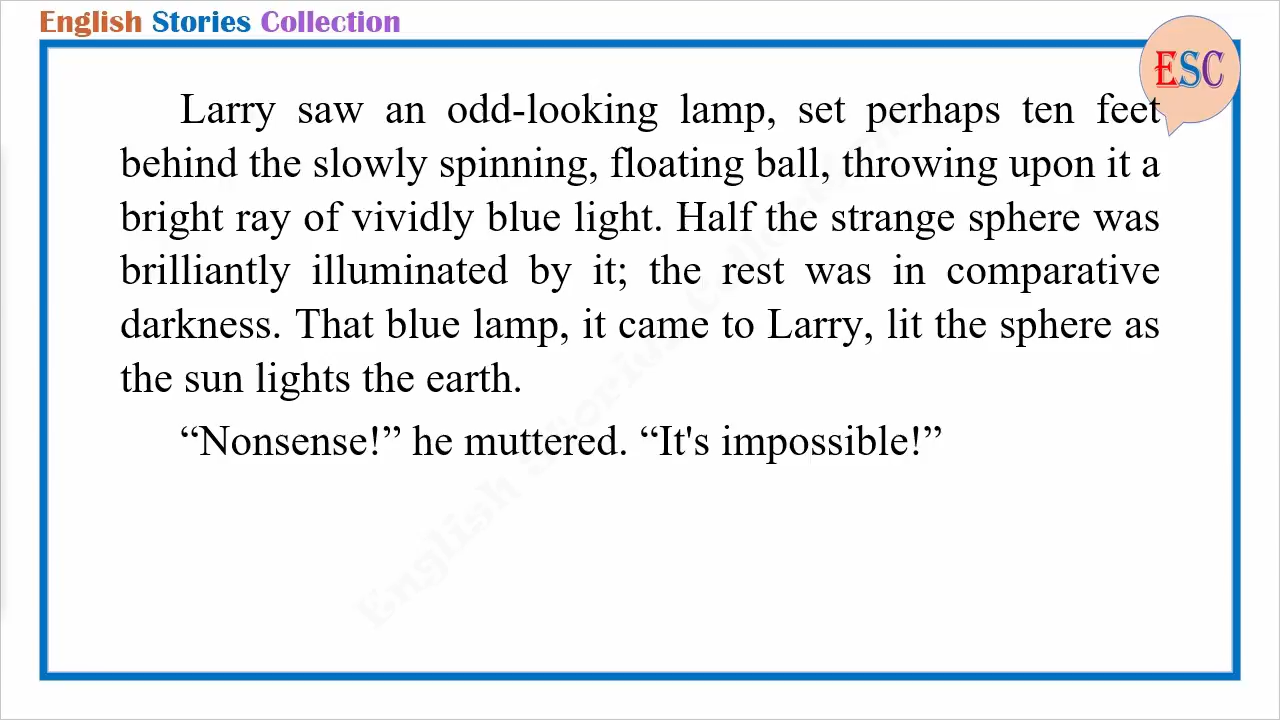 English Stories Collection
ESC
Larry saw an odd-looking lamp, set perhaps ten feet
behind the slowly spinning, floating ball, throwing upon it a
bright ray of vividly blue light. Half the strange sphere was
brilliantly illuminated by it; the rest was in comparative
darkness. That blue lamp, it came to Larry, lit the sphere as
the sun lights the earth.
“Nonsense!” he muttered. “It's impossible!”
English Stories Collection